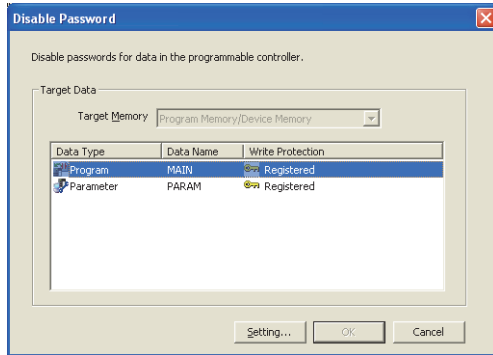 Disable Password
Disable passwords for data in the programmable controller.
Target Data
Target Memory Program Memory/Device Memory
Data Type Data Name Write Protection
Program MAIN Registered
Parameter PARAM Registered
Setting... OK Cancel